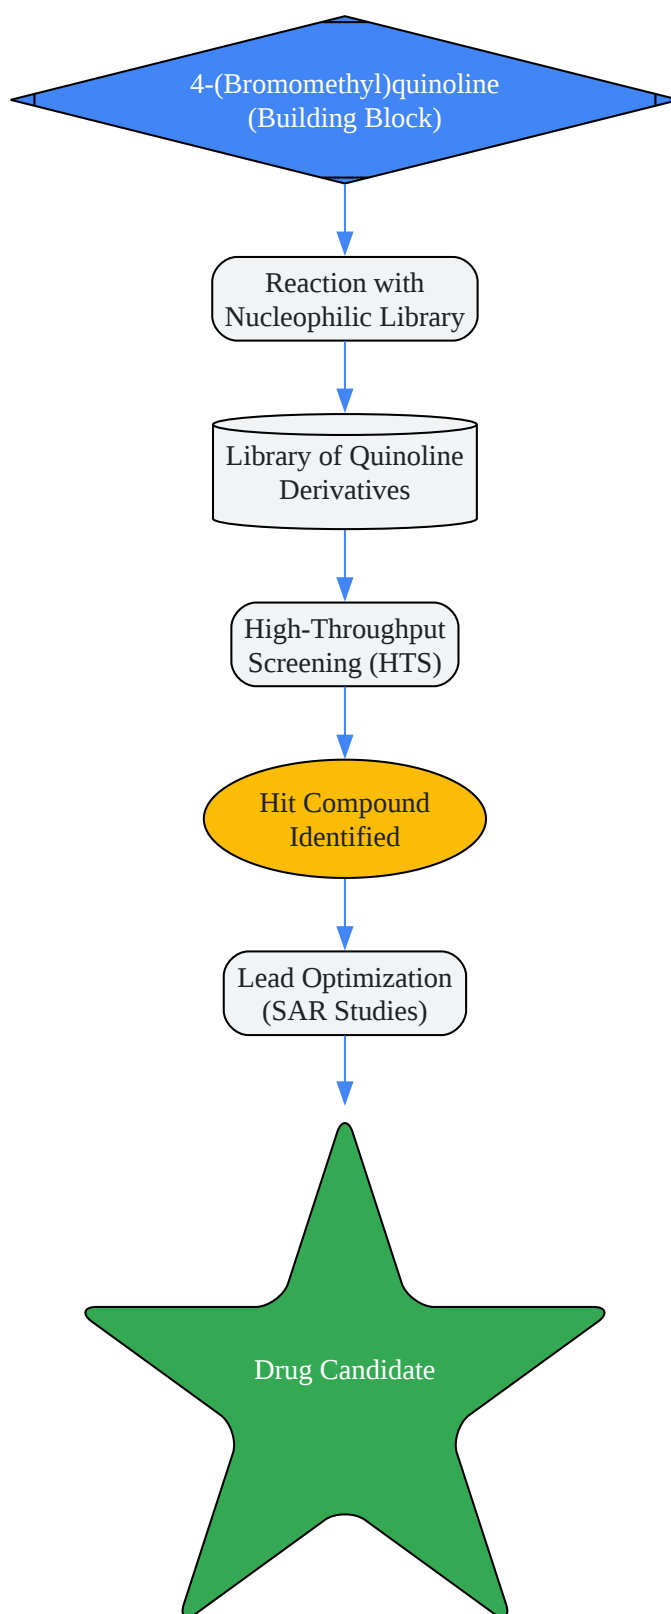 4-(Bromomethyl)quinoline
(Building Block)
Reaction with
Nucleophilic Library
Library of Quinoline
Derivatives
High-Throughput
Screening (HTS)
Hit Compound
Identified
Lead Optimization
(SAR Studies)
Drug Candidate